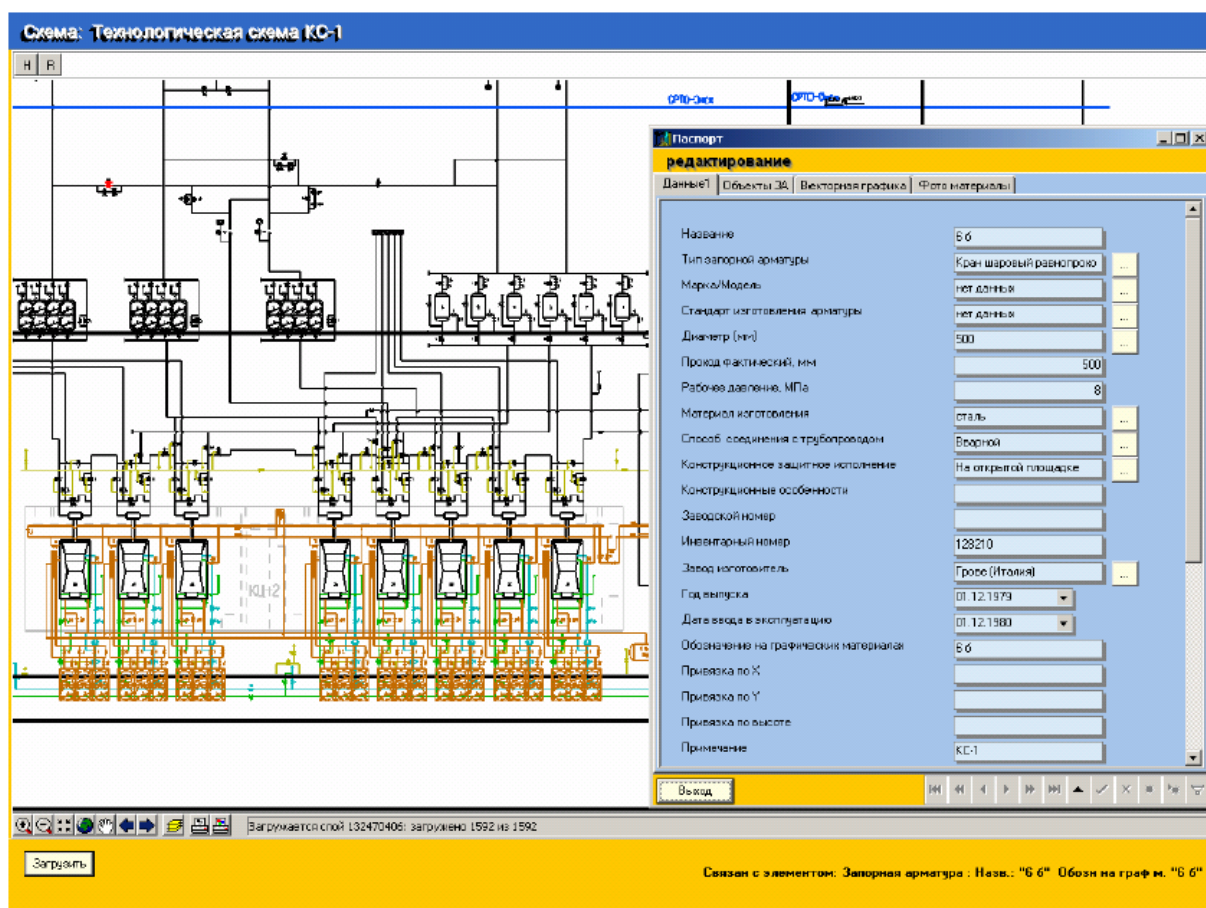 Схема: Технологическая схема КС-1
Н R
СРТО-Экск
Паспорт
редактирование
Данные1 Объекты ЗА Векторная графика Фото материалы
Название 6 б
Тип запорной арматуры Кран шаровый равнопрохо ...
Марка/Модель нет данных ...
Стандарт изготовления арматуры нет данных ...
Диаметр (мм) 500 ...
Проход фактический, мм 500
Рабочее давление, МПа 8
Материал изготовления сталь ...
Способ соединения с трубопроводом Вварной ...
Конструкционное защитное исполнение На открытой площадке ...
Конструкционные особенности
Заводской номер
Инвентарный номер 128210
Завод изготовитель Грове (Италия) ...
Год выпуска 01.12.1979
Дата ввода в эксплуатацию 01.12.1980
Обозначение на графических материалах 6 б
Привязка по X
Привязка по Y
Привязка по высоте
Примечание КС-1
Выход
Загружается слой 132470406: загружено 1592 из 1592
Загрузить
Связан с элементом: Запорная арматура : Назв.: "6 б" Обозн на граф м. "6 б"